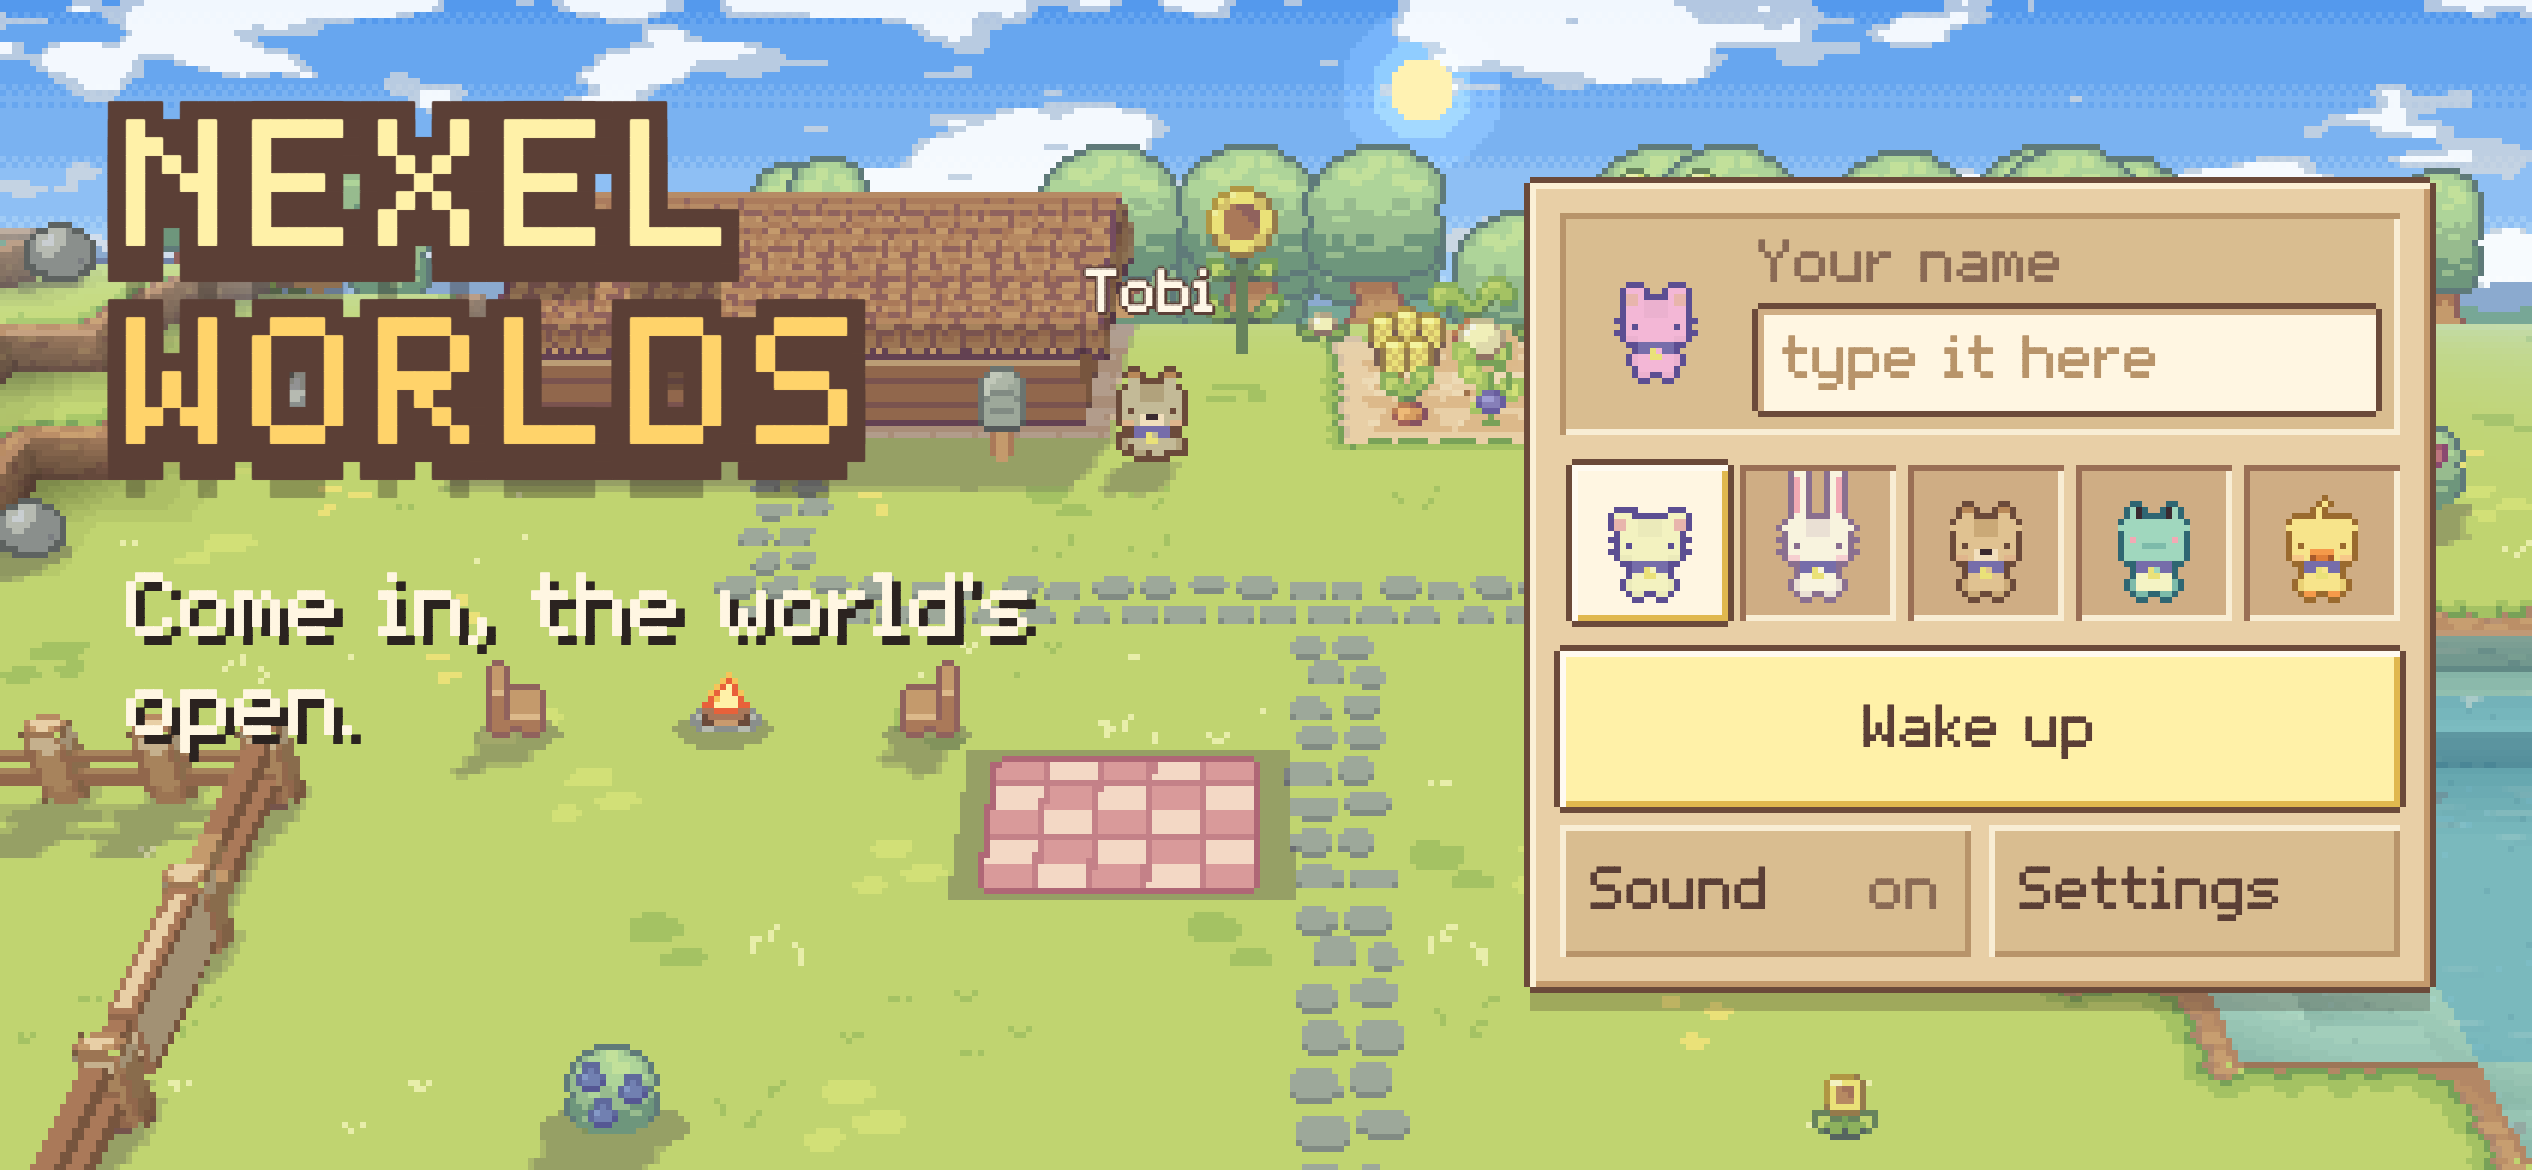 NEXEL
WORLDS
Tobi
Come in, the world's
open.
Your name
type it here
Wake up
Sound on
Settings